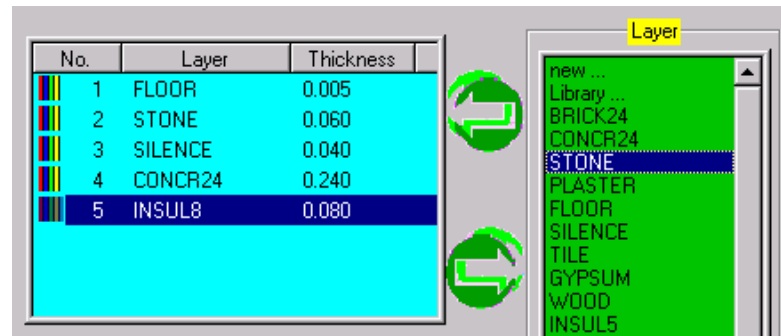 No. Layer Thickness
1 FLOOR 0.005
2 STONE 0.060
3 SILENCE 0.040
4 CONCR24 0.240
5 INSUL8 0.080
Layer
new ...
Library ...
BRICK24
CONCR24
STONE
PLASTER
FLOOR
SILENCE
TILE
GYPSUM
WOOD
INSUL5